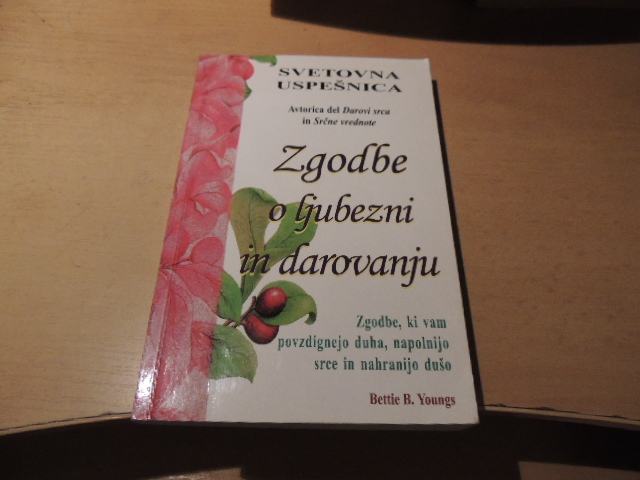 SVETOVNA
USPEŠNICA
Avtorica del Darovi srca
in Srčne vrednote
Zgodbe
o ljubezni
in darovanju
Zgodbe, ki vam
povzdignejo duha, napolnijo
srce in nahranijo dušo
Bettie B. Youngs